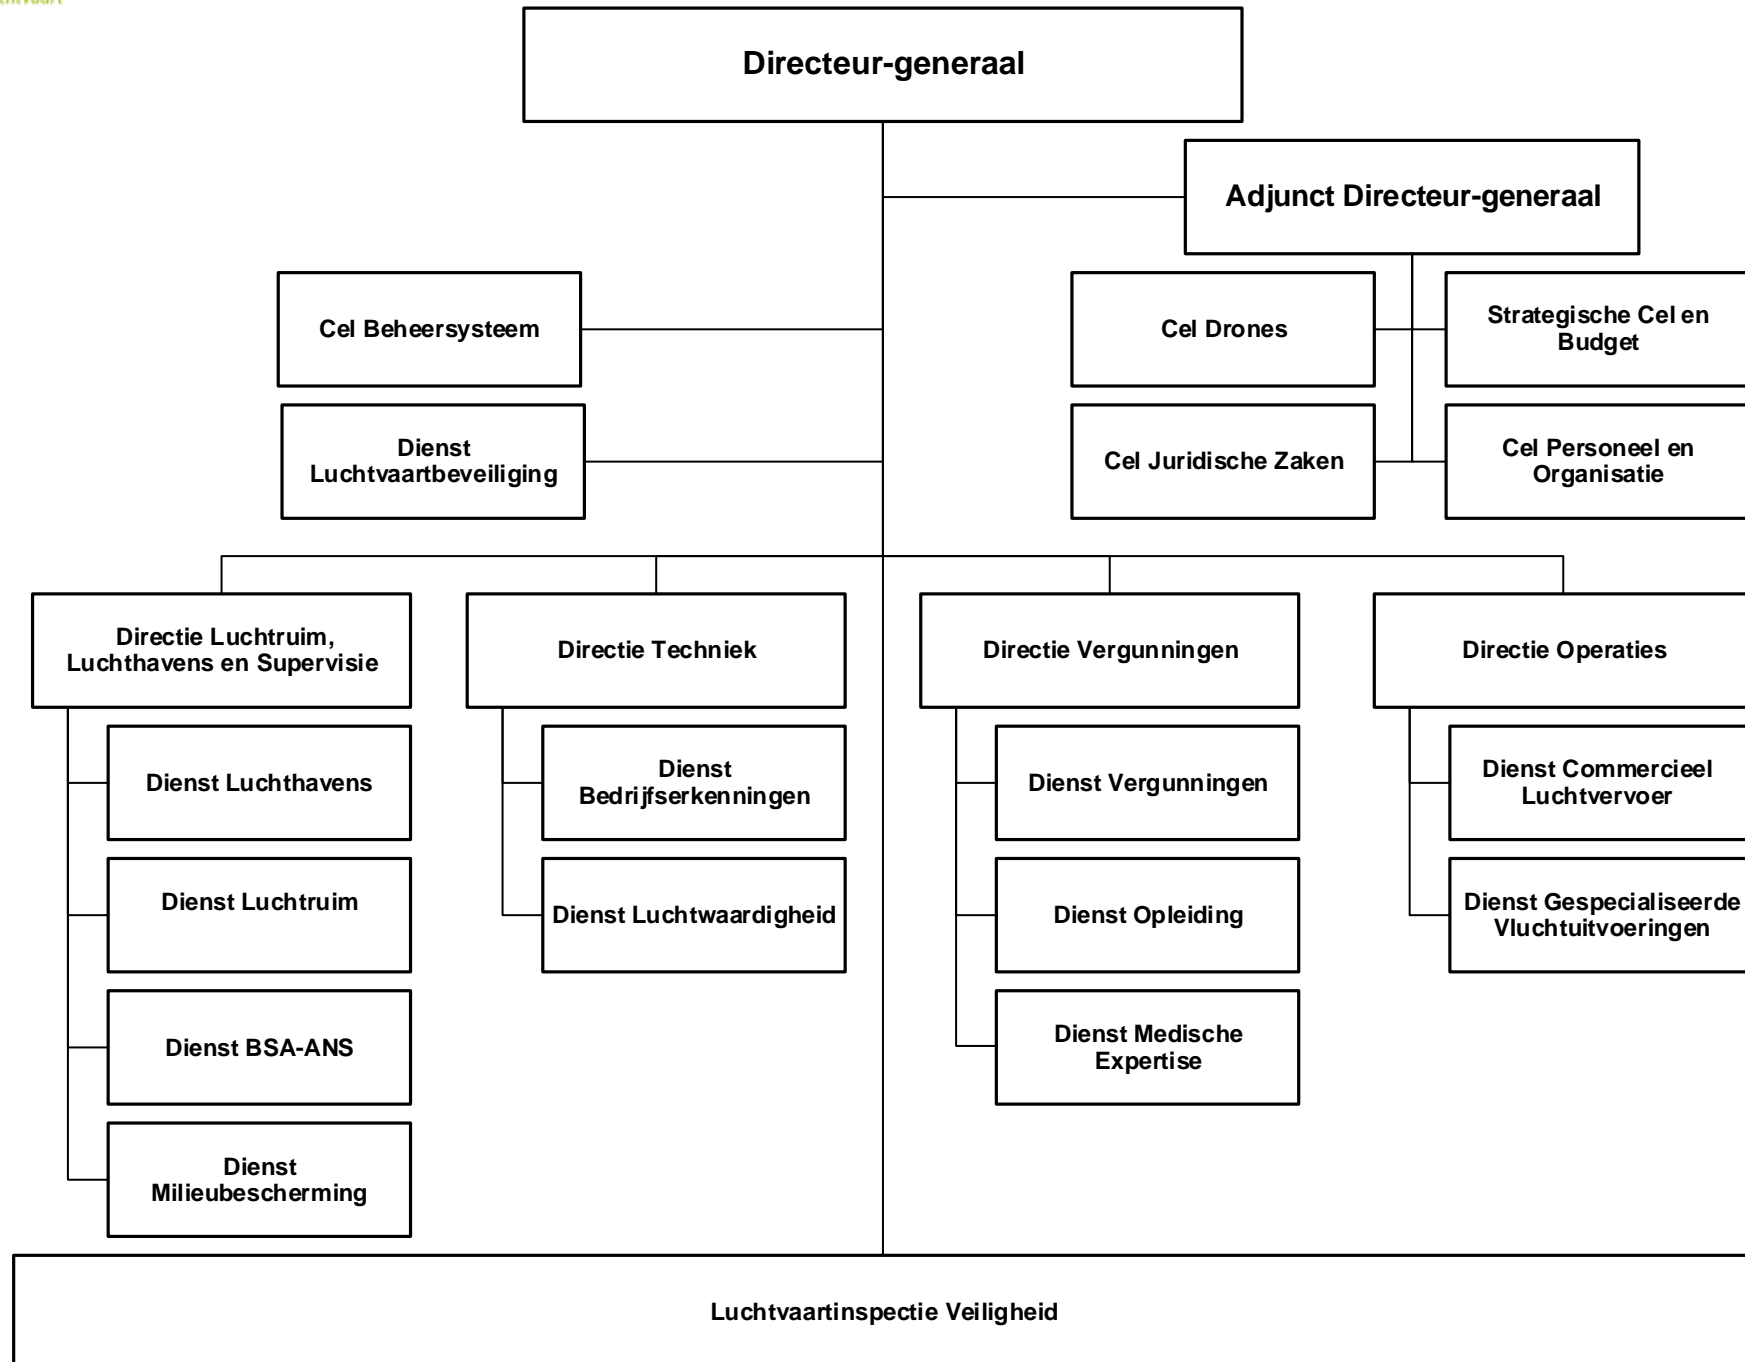 Directeur-generaal
Adjunct Directeur-generaal
Cel Beheersysteem
Cel Drones
Strategische Cel en
Budget
Dienst
Luchtvaartbeveiliging
Cel Juridische Zaken
Cel Personeel en
Organisatie
Directie Luchtruim,
Luchthavens en Supervisie
Directie Techniek
Directie Vergunningen
Directie Operaties
Dienst Luchthavens
Dienst
Bedrijfserkenningen
Dienst Vergunningen
Dienst Commercieel
Luchtvervoer
Dienst Luchtruim
Dienst Luchtwaardigheid
Dienst Opleiding
Dienst Gespecialiseerde
Vluchtuitvoeringen
Dienst BSA-ANS
Dienst Medische
Expertise
Dienst
Milieubescherming
Luchtvaartinspectie Veiligheid